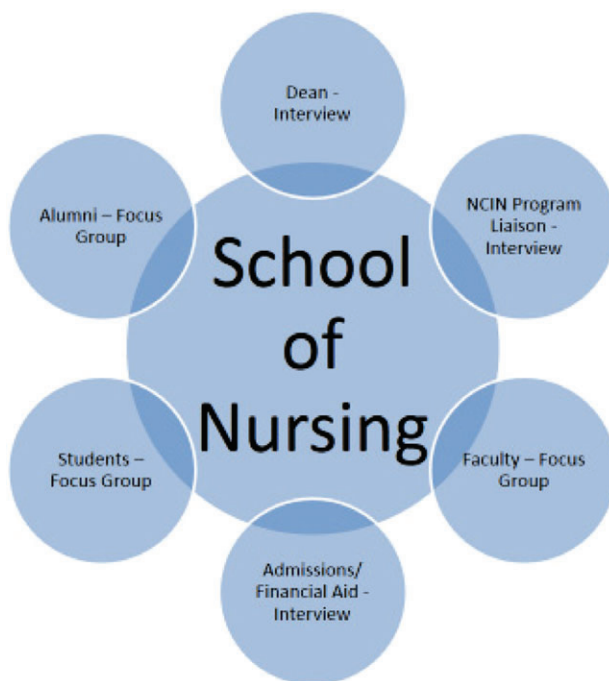 Dean -
Interview
NCIN Program
Liaison -
Interview
Faculty – Focus
Group
Admissions/
Financial Aid -
Interview
Students –
Focus Group
Alumni – Focus
Group
School
of
Nursing